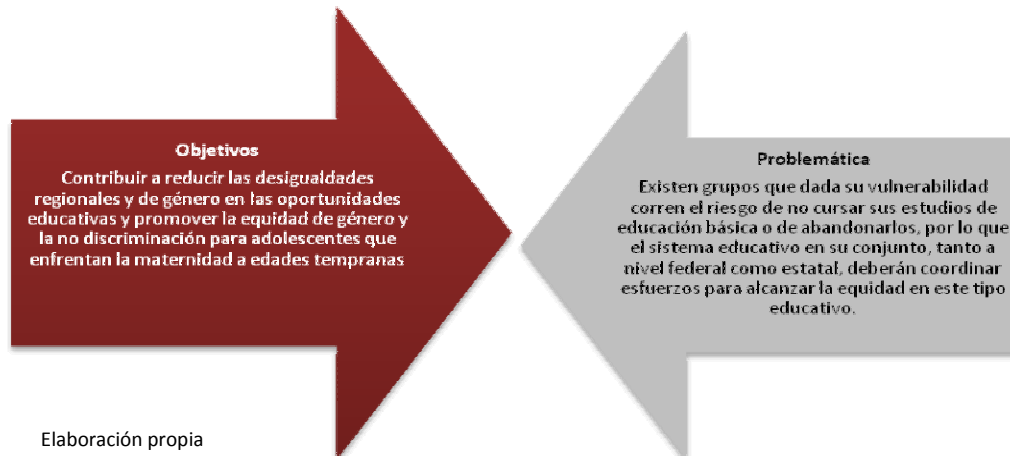 Objetivos
Contribuir a reducir las desigualdades
regionales y de género en las oportunidades
educativas y promover la equidad de género y
la no discriminación para adolescentes que
enfrentan la maternidad a edades tempranas
Problemática
Existen grupos que dada su vulnerabilidad
corren el riesgo de no cursar sus estudios de
educación básica o de abandonarlos, por lo que
el sistema educativo en su conjunto, tanto a
nivel federal como estatal, deberán coordinar
esfuerzos para alcanzar la equidad en este tipo
educativo.
Elaboración propia